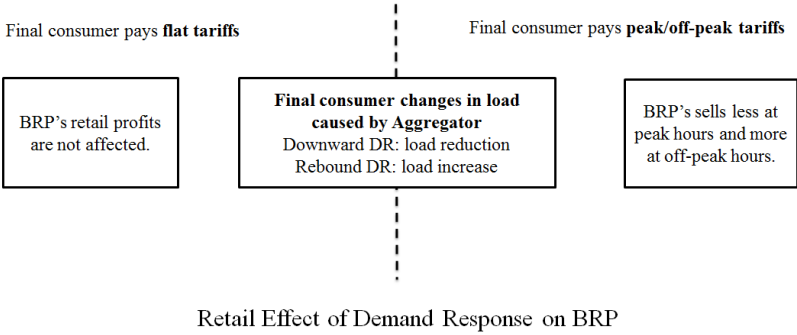 Final consumer pays flat tariffs
Final consumer pays peak/off-peak tariffs
BRP's retail profits
are not affected.
Final consumer changes in load
caused by Aggregator
Downward DR: load reduction
Rebound DR: load increase
BRP's sells less at
peak hours and more
at off-peak hours.
Retail Effect of Demand Response on BRP